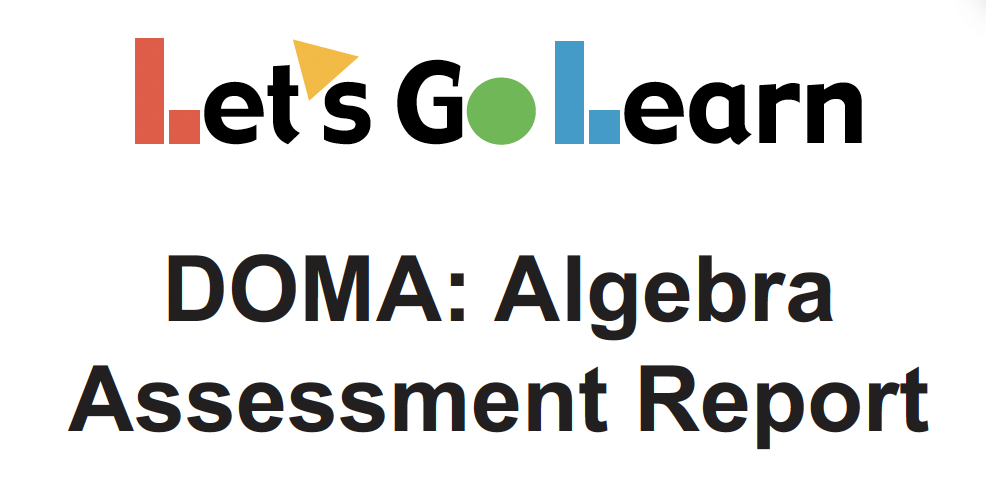 Let's Go Learn
DOMA: Algebra
Assessment Report